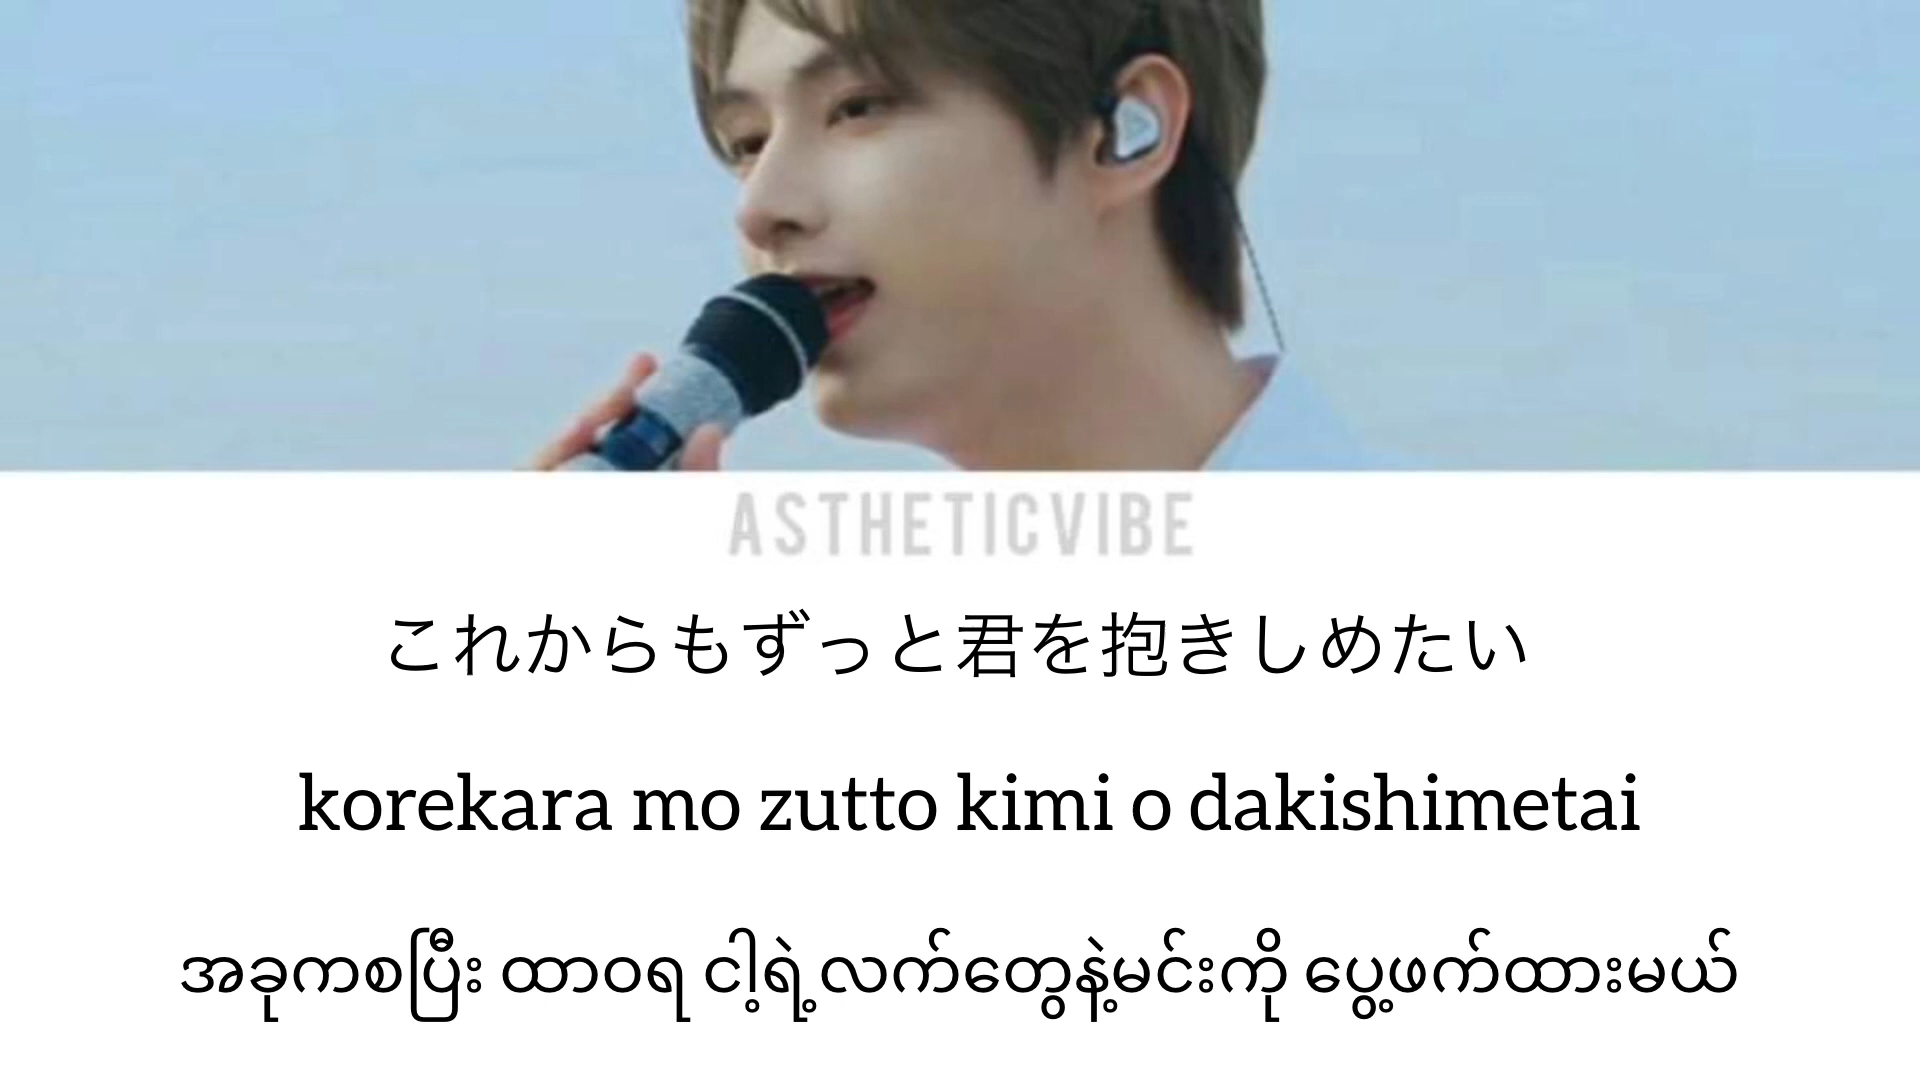 ASTHETICVIBE
これからもずっと君を抱きしめたい
korekara mo zutto kimi o dakishimetai
အခုကစပြီး ထာဝရ ငါ့ရဲ့လက်တွေနဲ့မင်းကို ပွေ့ဖက်ထားမယ်